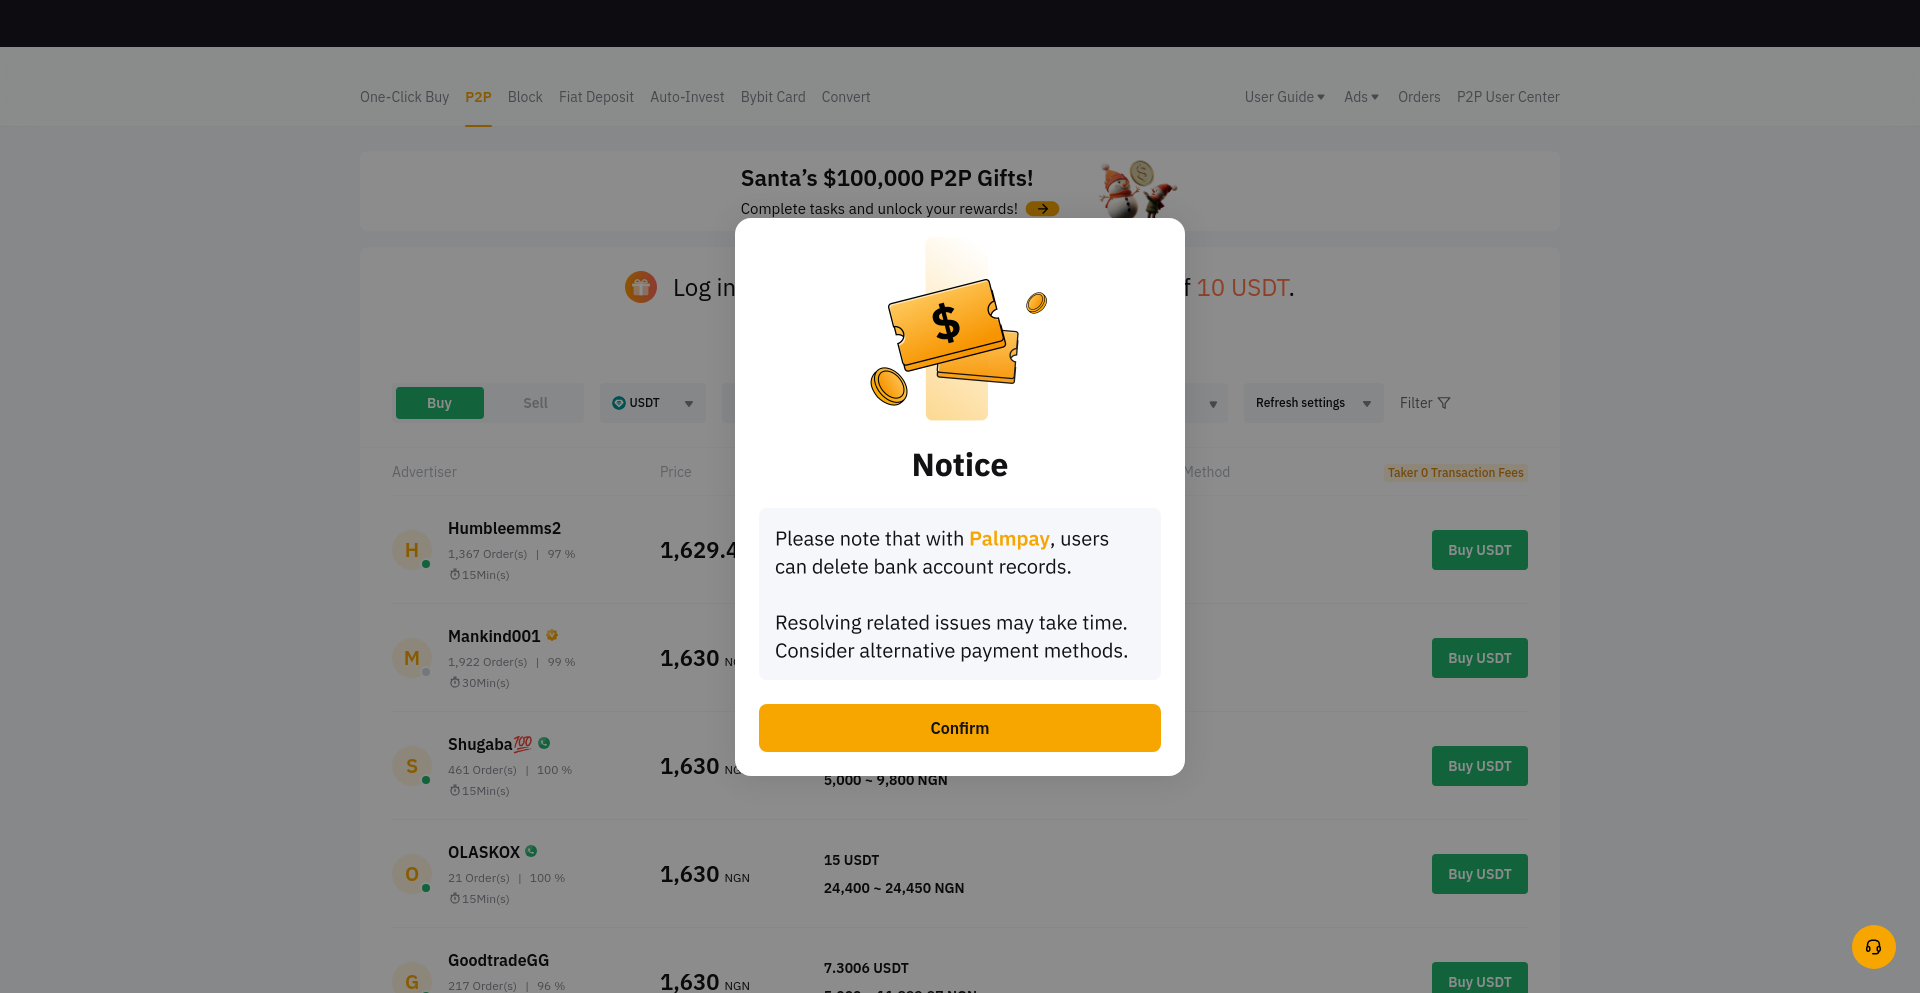 One-Click Buy P2P Block Fiat Deposit Auto-Invest Bybit Card Convert User Guide Ads Orders P2P User Center
Santa's $100,000 P2P Gifts!
Complete tasks and unlock your rewards!
Log in 10 USDT.
Buy Sell USDT Refresh settings Filter
Advertiser Price Method Taker 0 Transaction Fees
Humbleemms2
1,367 Order(s) | 97 %
15Min(s)
1,629.4
Buy USDT
Mankind001
1,922 Order(s) | 99 %
30Min(s)
1,630
Buy USDT
Shugaba💯
461 Order(s) | 100 %
15Min(s)
1,630
5,000 ~ 9,800 NGN
Buy USDT
OLASKOX
21 Order(s) | 100 %
15Min(s)
1,630 NGN
15 USDT
24,400 ~ 24,450 NGN
Buy USDT
GoodtradeGG
217 Order(s) | 96 %
1,630 NGN
7.3006 USDT
Buy USDT
$
Notice
Please note that with Palmpay, users
can delete bank account records.
Resolving related issues may take time.
Consider alternative payment methods.
Confirm
H
M
S
O
G